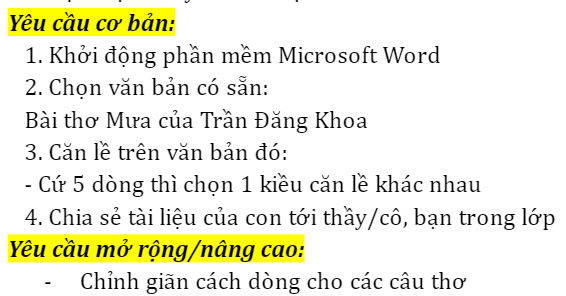 Yêu cầu cơ bản:
1. Khởi động phần mềm Microsoft Word
2. Chọn văn bản có sẵn:
Bài thơ Mưa của Trần Đăng Khoa
3. Căn lề trên văn bản đó:
- Cứ 5 dòng thì chọn 1 kiều căn lề khác nhau
4. Chia sẻ tài liệu của con tới thầy/cô, bạn trong lớp
Yêu cầu mở rộng/nâng cao:
- Chỉnh giãn cách dòng cho các câu thơ